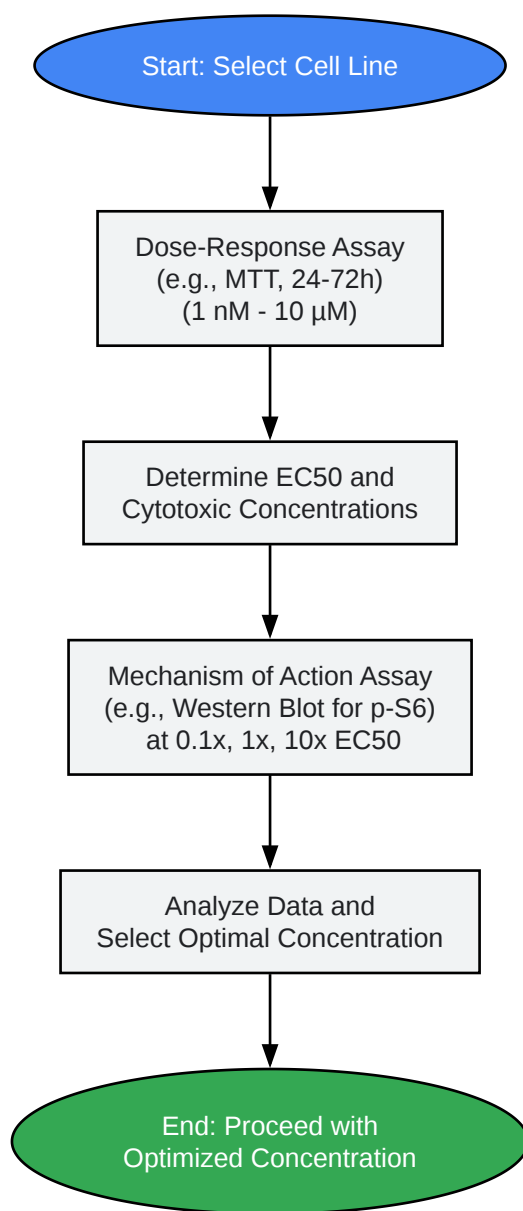 Start: Select Cell Line
Dose-Response Assay
(e.g., MTT, 24-72h)
(1 nM - 10 µM)
Determine EC50 and
Cytotoxic Concentrations
Mechanism of Action Assay
(e.g., Western Blot for p-S6)
at 0.1x, 1x, 10x EC50
Analyze Data and
Select Optimal Concentration
End: Proceed with
Optimized Concentration